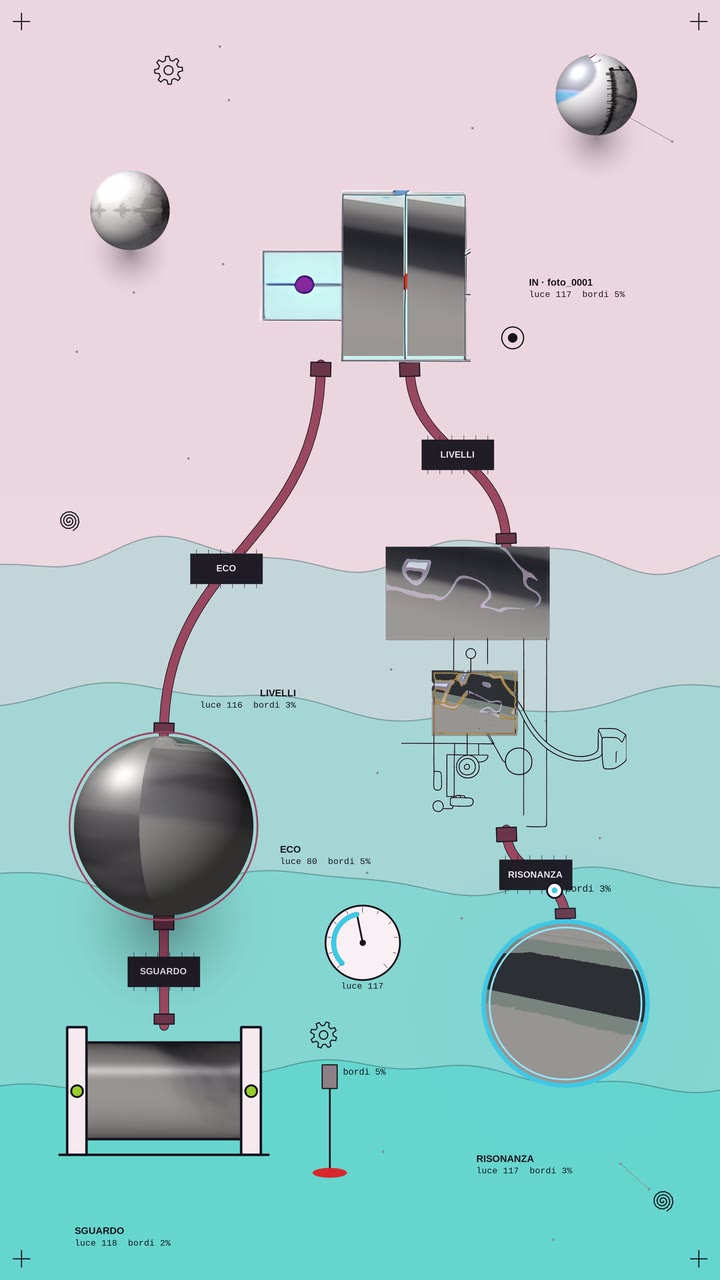 IN · foto_0001
luce 117  bordi 5%
LIVELLI
ECO
LIVELLI
luce 116  bordi 3%
ECO
luce 80  bordi 5%
RISONANZA
bordi 3%
SGUARDO
luce 117
bordi 5%
RISONANZA
luce 117  bordi 3%
SGUARDO
luce 118  bordi 2%